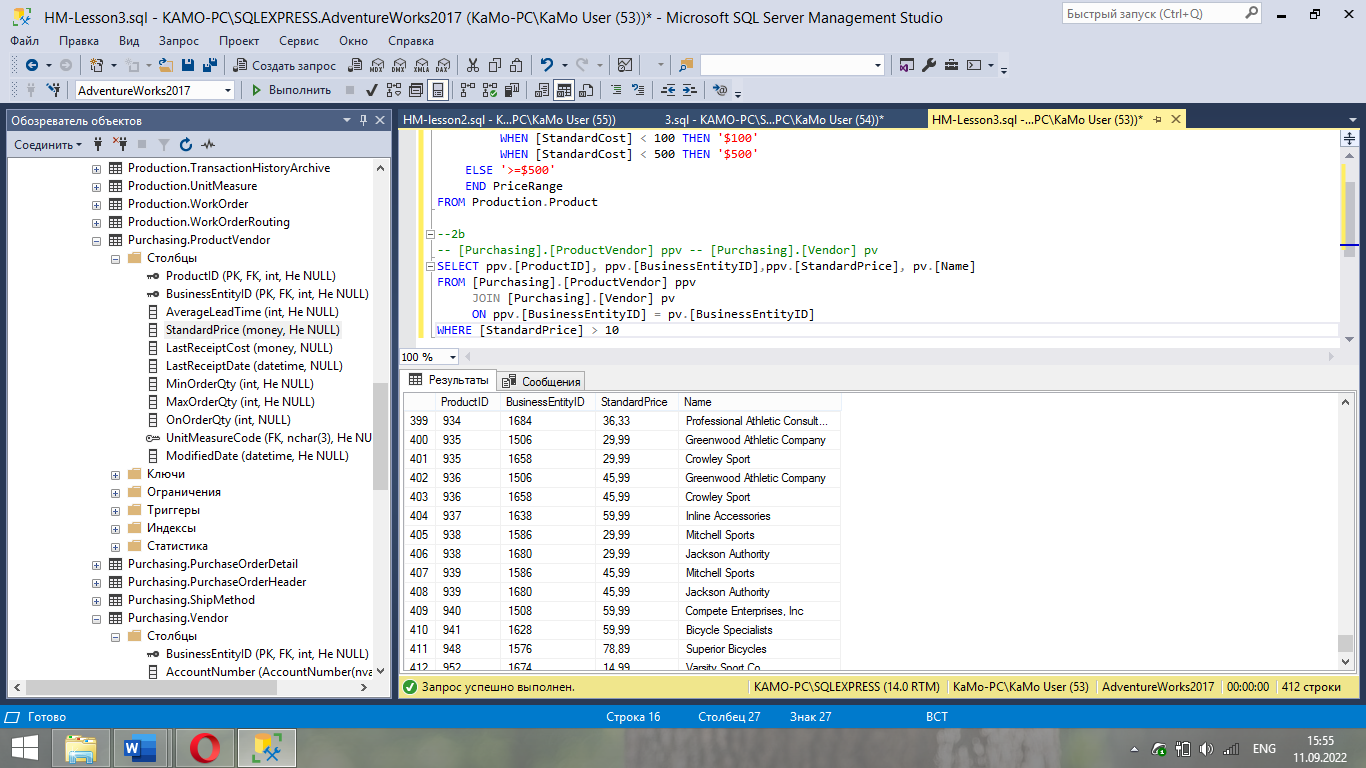 HM-Lesson3.sql - KAMO-PC\SQLEXPRESS.AdventureWorks2017 (KaMo-PC\KaMo User (53))* - Microsoft SQL Server Management Studio
Быстрый запуск (Ctrl+Q)
Файл Правка Вид Запрос Проект Сервис Окно Справка
Создать запрос MDX DMX XMLA DAX
AdventureWorks2017 Выполнить
Обозреватель объектов
Соединить
Production.TransactionHistoryArchive
Production.UnitMeasure
Production.WorkOrder
Production.WorkOrderRouting
Purchasing.ProductVendor
Столбцы
ProductID (PK, FK, int, Не NULL)
BusinessEntityID (PK, FK, int, Не NULL)
AverageLeadTime (int, Не NULL)
StandardPrice (money, Не NULL)
LastReceiptCost (money, NULL)
LastReceiptDate (datetime, NULL)
MinOrderQty (int, Не NULL)
MaxOrderQty (int, Не NULL)
OnOrderQty (int, NULL)
UnitMeasureCode (FK, nchar(3), Не NU
ModifiedDate (datetime, Не NULL)
Ключи
Ограничения
Триггеры
Индексы
Статистика
Purchasing.PurchaseOrderDetail
Purchasing.PurchaseOrderHeader
Purchasing.ShipMethod
Purchasing.Vendor
Столбцы
BusinessEntityID (PK, FK, int, Не NULL)
AccountNumber (AccountNumber(nva
HM-lesson2.sql - K...PC\KaMo User (55)) 3.sql - KAMO-PC\S...PC\KaMo User (54))* HM-Lesson3.sql -...PC\KaMo User (53))*
WHEN [StandardCost] < 100 THEN '$100'
WHEN [StandardCost] < 500 THEN '$500'
ELSE '>=$500'
END PriceRange
FROM Production.Product
--2b
-- [Purchasing].[ProductVendor] ppv -- [Purchasing].[Vendor] pv
SELECT ppv.[ProductID], ppv.[BusinessEntityID],ppv.[StandardPrice], pv.[Name]
FROM [Purchasing].[ProductVendor] ppv
JOIN [Purchasing].[Vendor] pv
ON ppv.[BusinessEntityID] = pv.[BusinessEntityID]
WHERE [StandardPrice] > 10
100 %
Результаты Сообщения
ProductID BusinessEntityID StandardPrice Name
399 934 1684 36,33 Professional Athletic Consult...
400 935 1506 29,99 Greenwood Athletic Company
401 935 1658 29,99 Crowley Sport
402 936 1506 45,99 Greenwood Athletic Company
403 936 1658 45,99 Crowley Sport
404 937 1638 59,99 Inline Accessories
405 938 1586 29,99 Mitchell Sports
406 938 1680 29,99 Jackson Authority
407 939 1586 45,99 Mitchell Sports
408 939 1680 45,99 Jackson Authority
409 940 1508 59,99 Compete Enterprises, Inc
410 941 1628 59,99 Bicycle Specialists
411 948 1576 78,89 Superior Bicycles
412 952 1674 14,99 Varsity Sport Co.
Запрос успешно выполнен. KAMO-PC\SQLEXPRESS (14.0 RTM) KaMo-PC\KaMo User (53) AdventureWorks2017 00:00:00 412 строки
Готово Строка 16 Столбец 27 Знак 27 ВСТ
ENG
15:55
11.09.2022